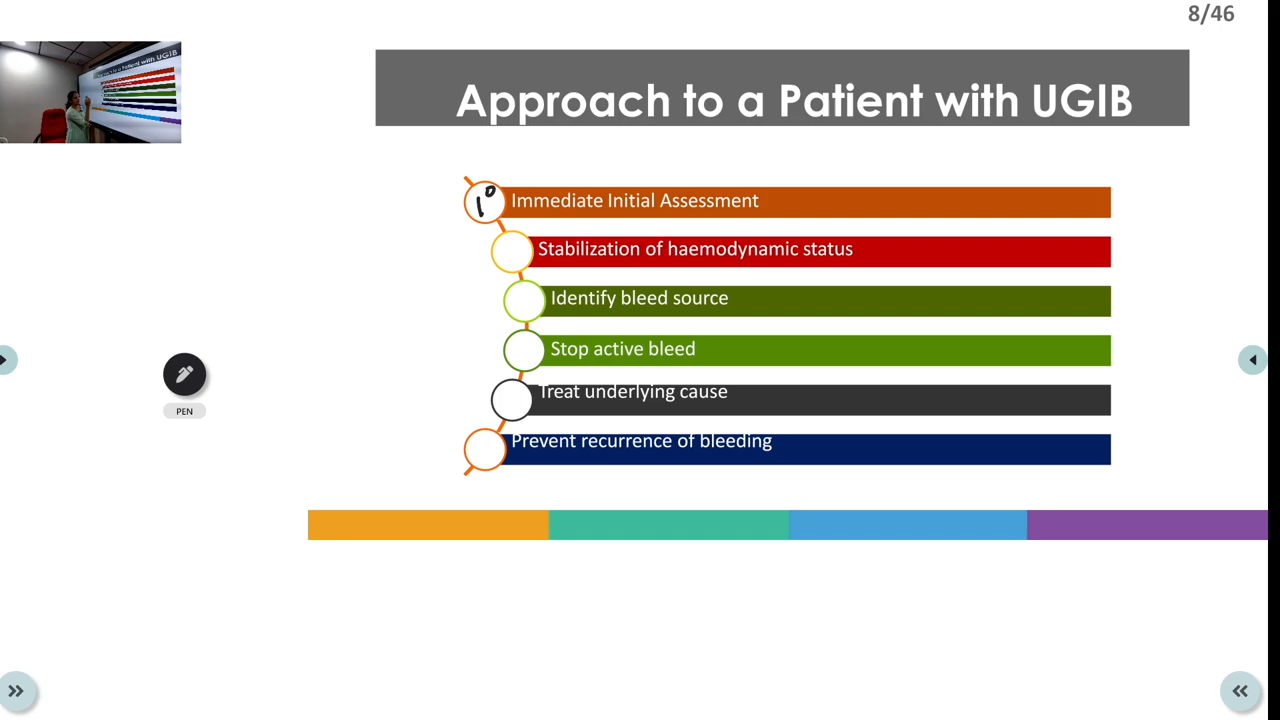 8/46
Approach to a Patient with UGIB
1°
Immediate Initial Assessment
Stabilization of haemodynamic status
Identify bleed source
Stop active bleed
Treat underlying cause
Prevent recurrence of bleeding
PEN